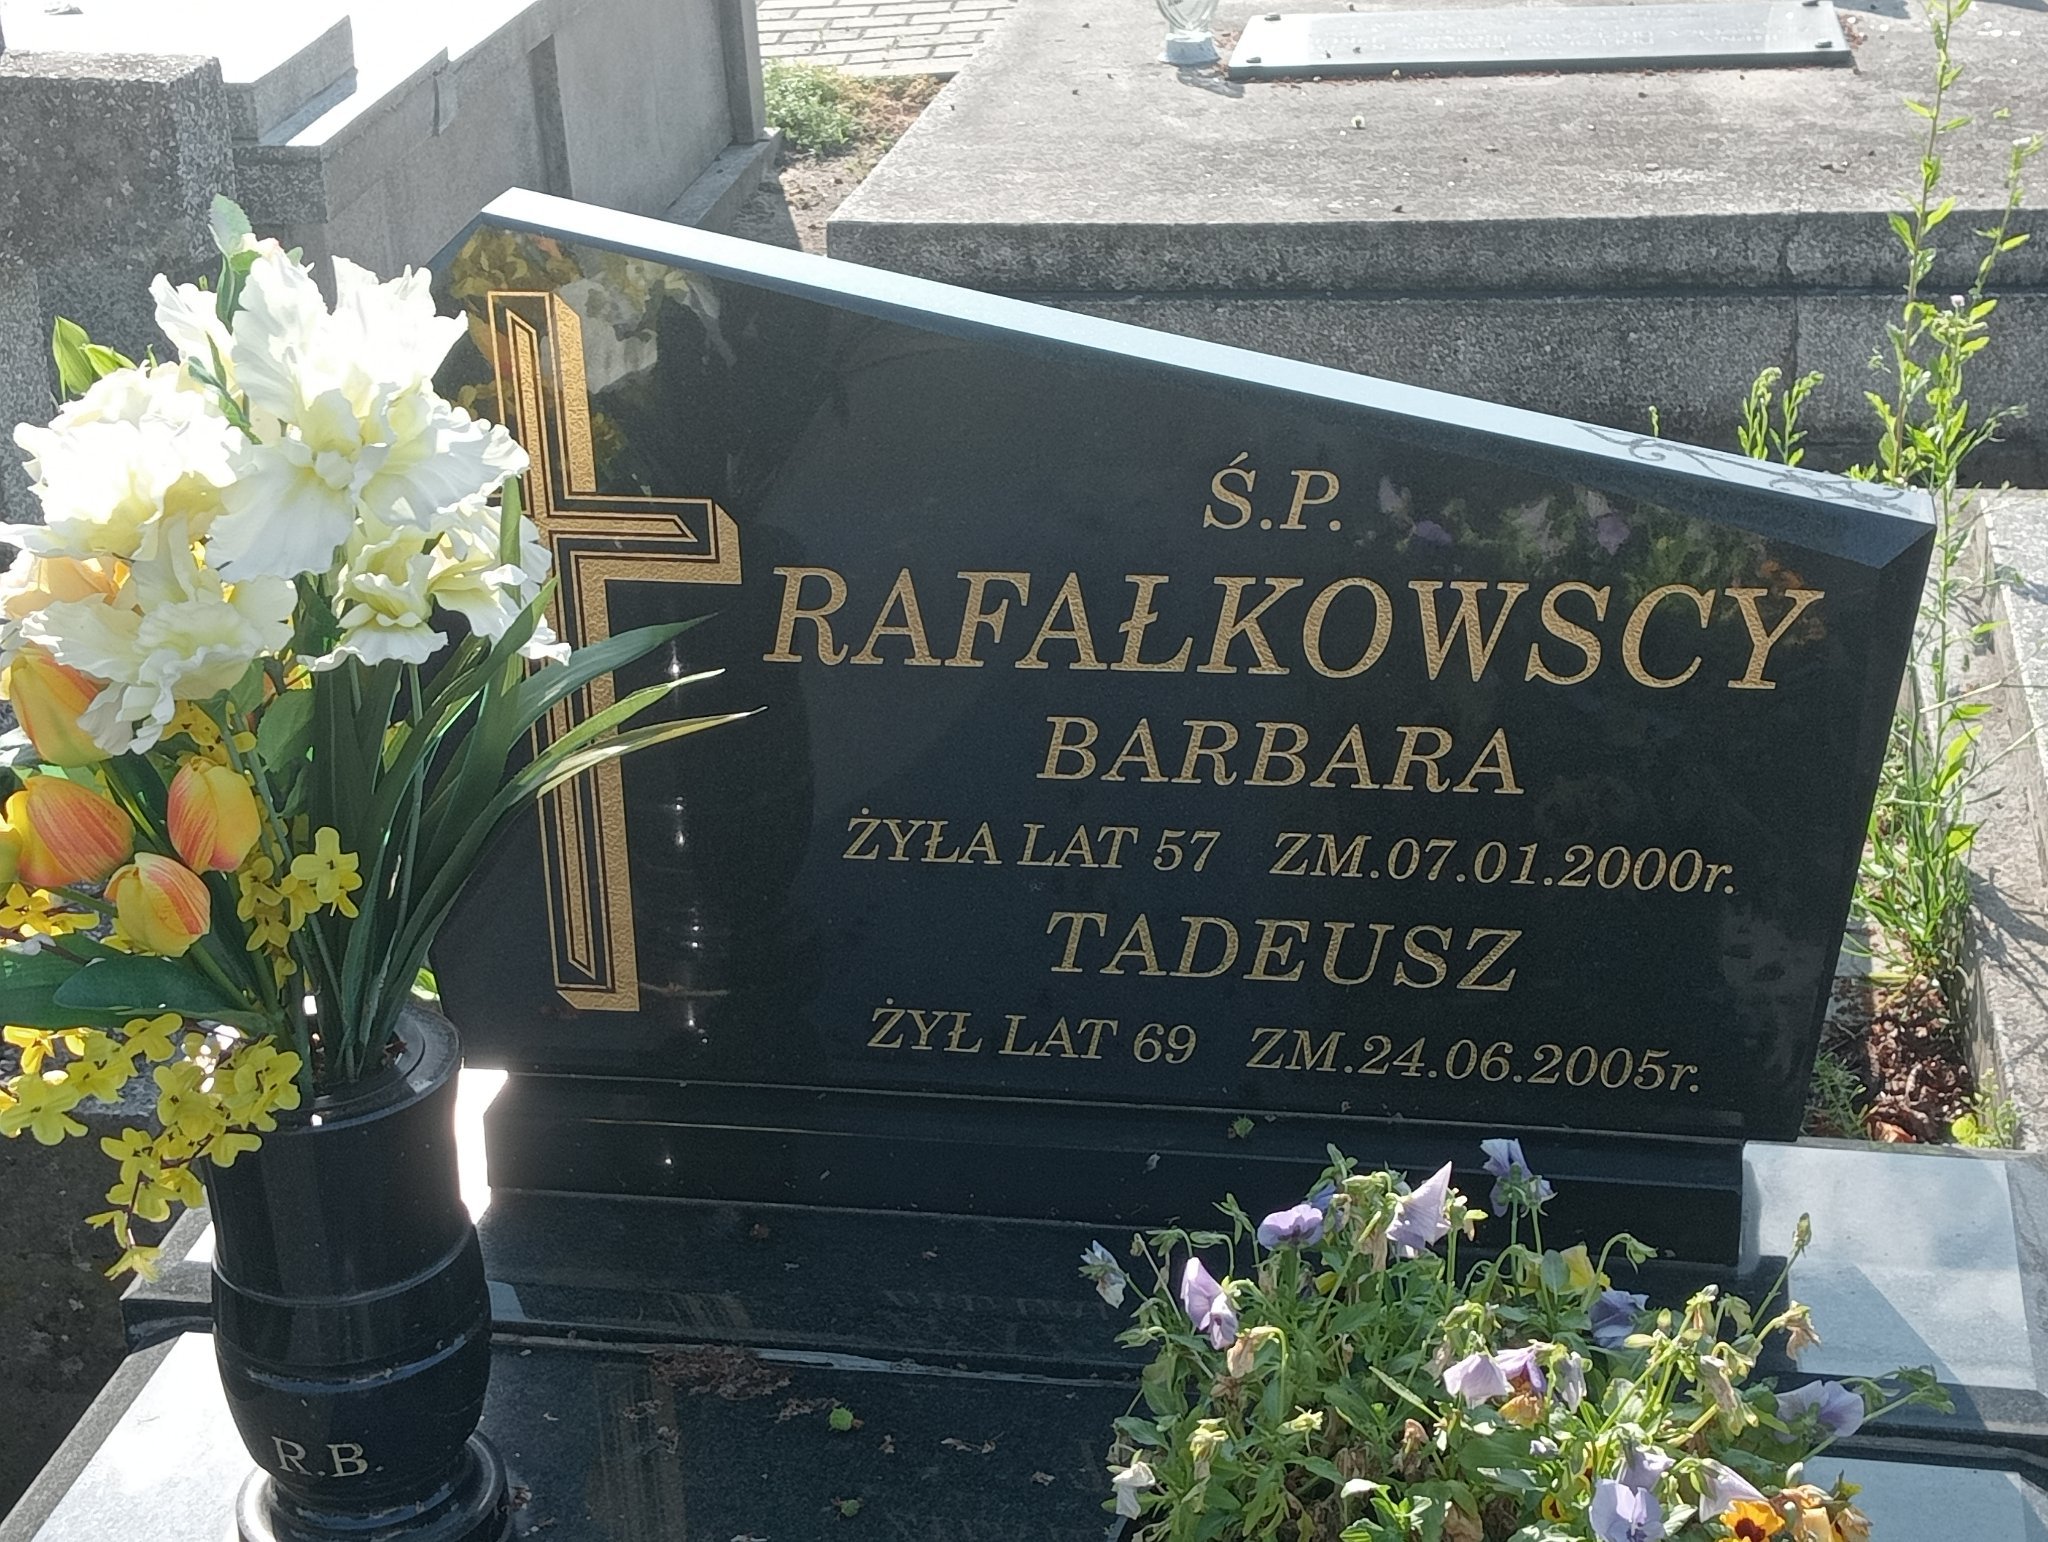 Ś.P.
RAFAŁKOWSCY
BARBARA
ŻYŁA LAT 57 ZM.07.01.2000r.
TADEUSZ
ŻYŁ LAT 69 ZM.24.06.2005r.
R.B.